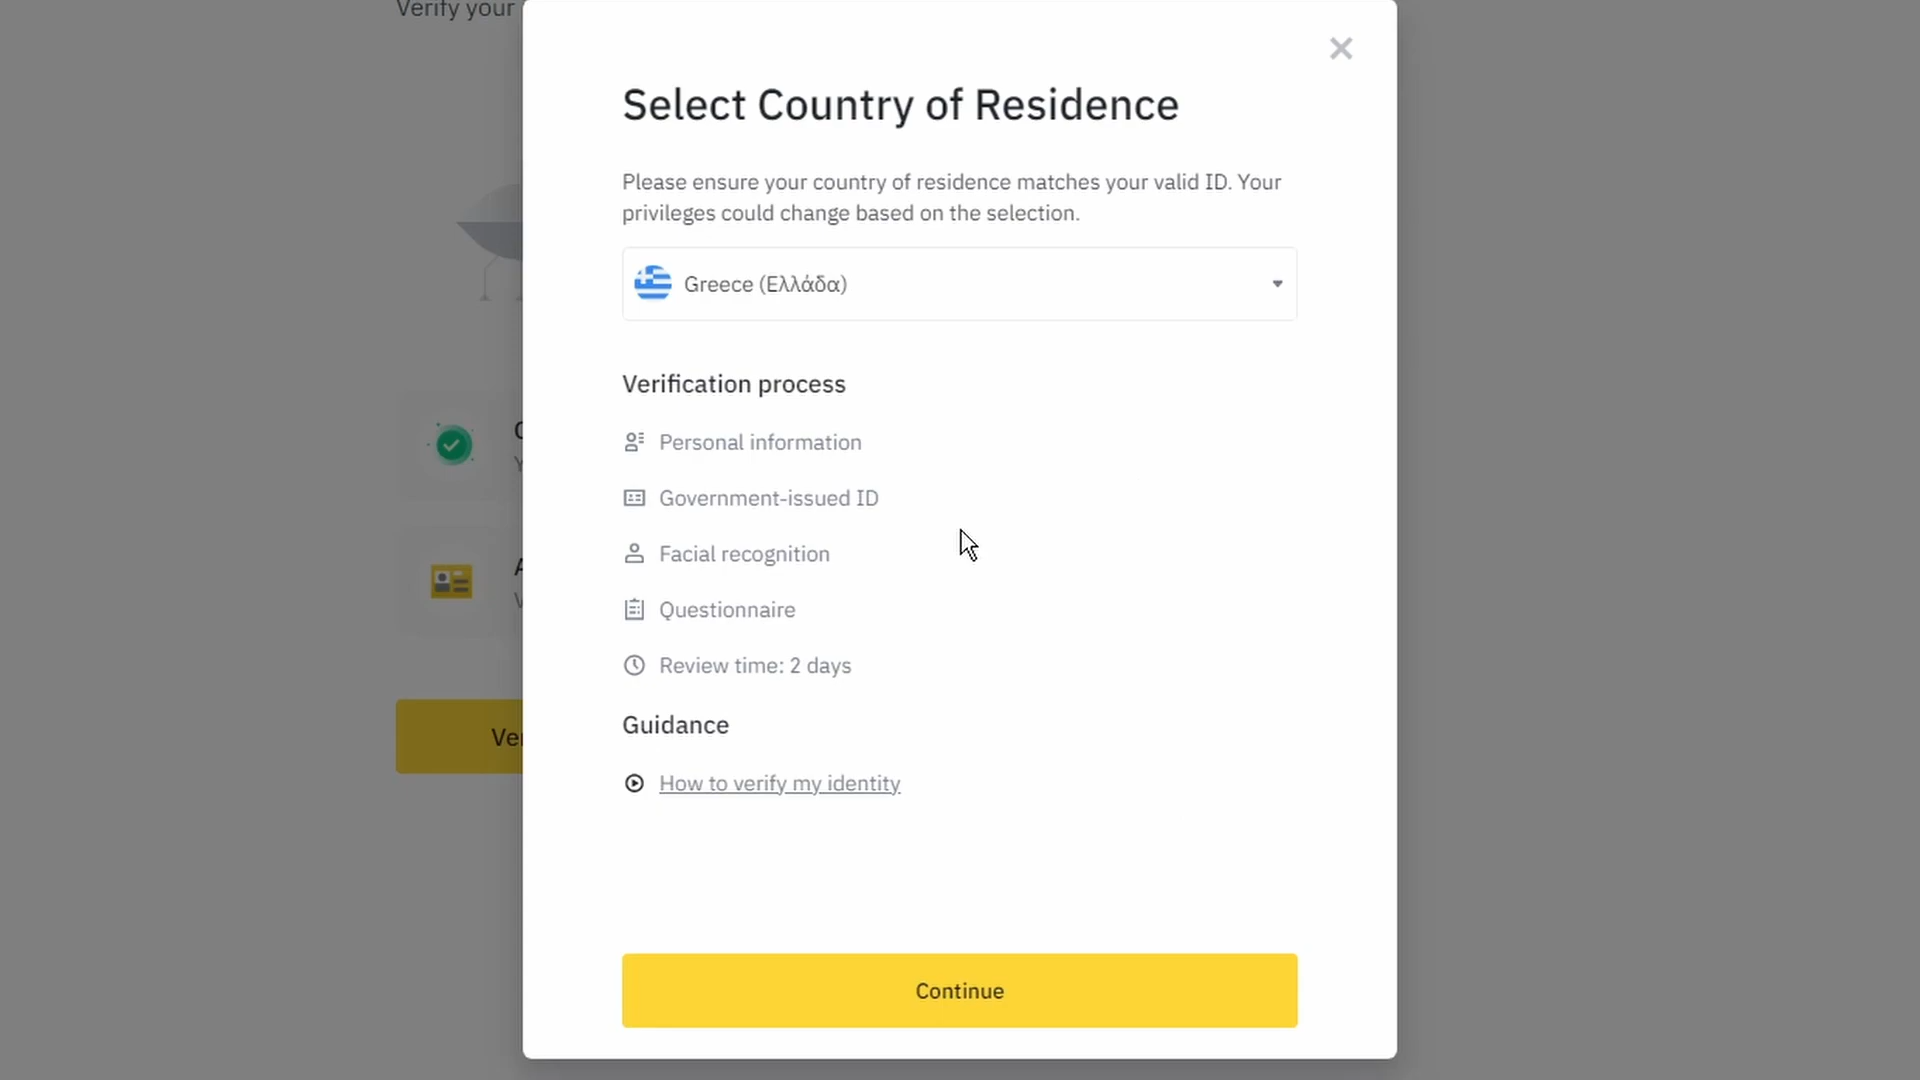 Verify your
Select Country of Residence
Please ensure your country of residence matches your valid ID. Your
privileges could change based on the selection.
Greece (Ελλάδα)
Verification process
Personal information
Government-issued ID
Facial recognition
Questionnaire
Review time: 2 days
Guidance
How to verify my identity
Continue